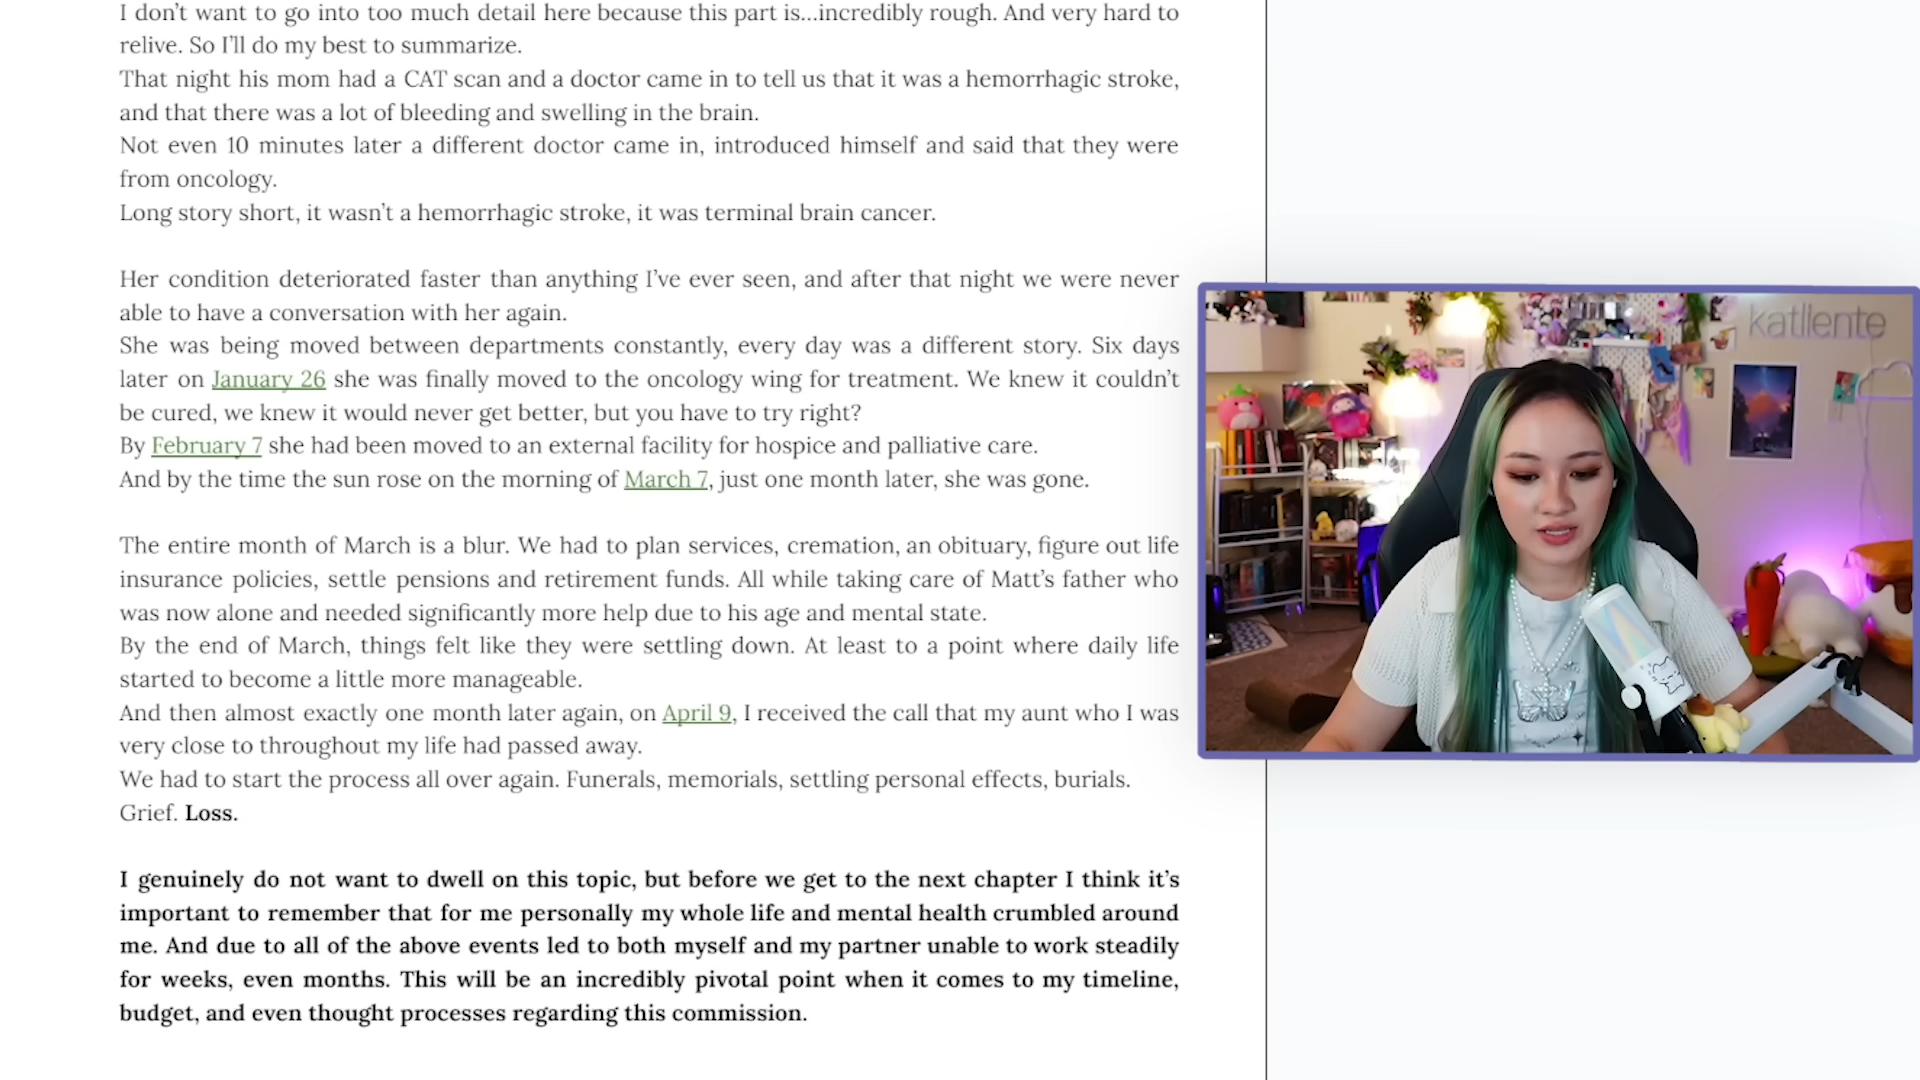 I don’t want to go into too much detail here because this part is...incredibly rough. And very hard to
relive. So I’ll do my best to summarize.
That night his mom had a CAT scan and a doctor came in to tell us that it was a hemorrhagic stroke,
and that there was a lot of bleeding and swelling in the brain.
Not even 10 minutes later a different doctor came in, introduced himself and said that they were
from oncology.
Long story short, it wasn’t a hemorrhagic stroke, it was terminal brain cancer.
Her condition deteriorated faster than anything I’ve ever seen, and after that night we were never
able to have a conversation with her again.
She was being moved between departments constantly, every day was a different story. Six days
later on January 26 she was finally moved to the oncology wing for treatment. We knew it couldn’t
be cured, we knew it would never get better, but you have to try right?
By February 7 she had been moved to an external facility for hospice and palliative care.
And by the time the sun rose on the morning of March 7, just one month later, she was gone.
The entire month of March is a blur. We had to plan services, cremation, an obituary, figure out life
insurance policies, settle pensions and retirement funds. All while taking care of Matt’s father who
was now alone and needed significantly more help due to his age and mental state.
By the end of March, things felt like they were settling down. At least to a point where daily life
started to become a little more manageable.
And then almost exactly one month later again, on April 9, I received the call that my aunt who I was
very close to throughout my life had passed away.
We had to start the process all over again. Funerals, memorials, settling personal effects, burials.
Grief. Loss.
I genuinely do not want to dwell on this topic, but before we get to the next chapter I think it’s
important to remember that for me personally my whole life and mental health crumbled around
me. And due to all of the above events led to both myself and my partner unable to work steadily
for weeks, even months. This will be an incredibly pivotal point when it comes to my timeline,
budget, and even thought processes regarding this commission.
katllente